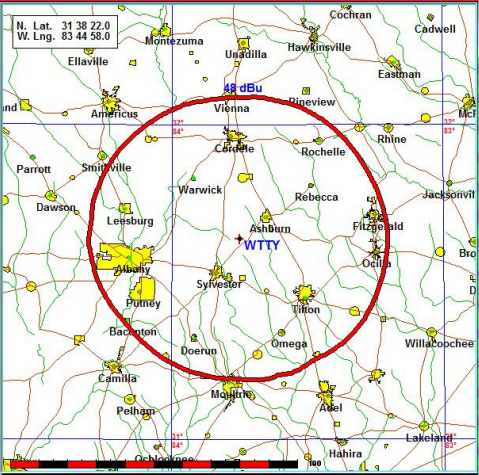 N. Lat. 31 38 22.0
W. Lng. 83 44 58.0
Cochran
Cadwell
Montezuma
Unadilla
Hawkinsville
Ellaville
Eastman
48 dBu
Vienna
Pineview
Americus
32°
84°
32°
83°
Rhine
Cordele
Rochelle
Smithville
Parrott
Warwick
Rebecca
Dawson
Leesburg
Ashburn
Fitzgerald
WTTY
Albany
Ocilla
Sylvester
Putney
Tifton
Baconton
Doerun
Omega
Willacoochee
Camilla
Moultrie
Pelham
Adel
Lakeland
31°
84°
31°
83°
Hahira
Ochlocknee
100